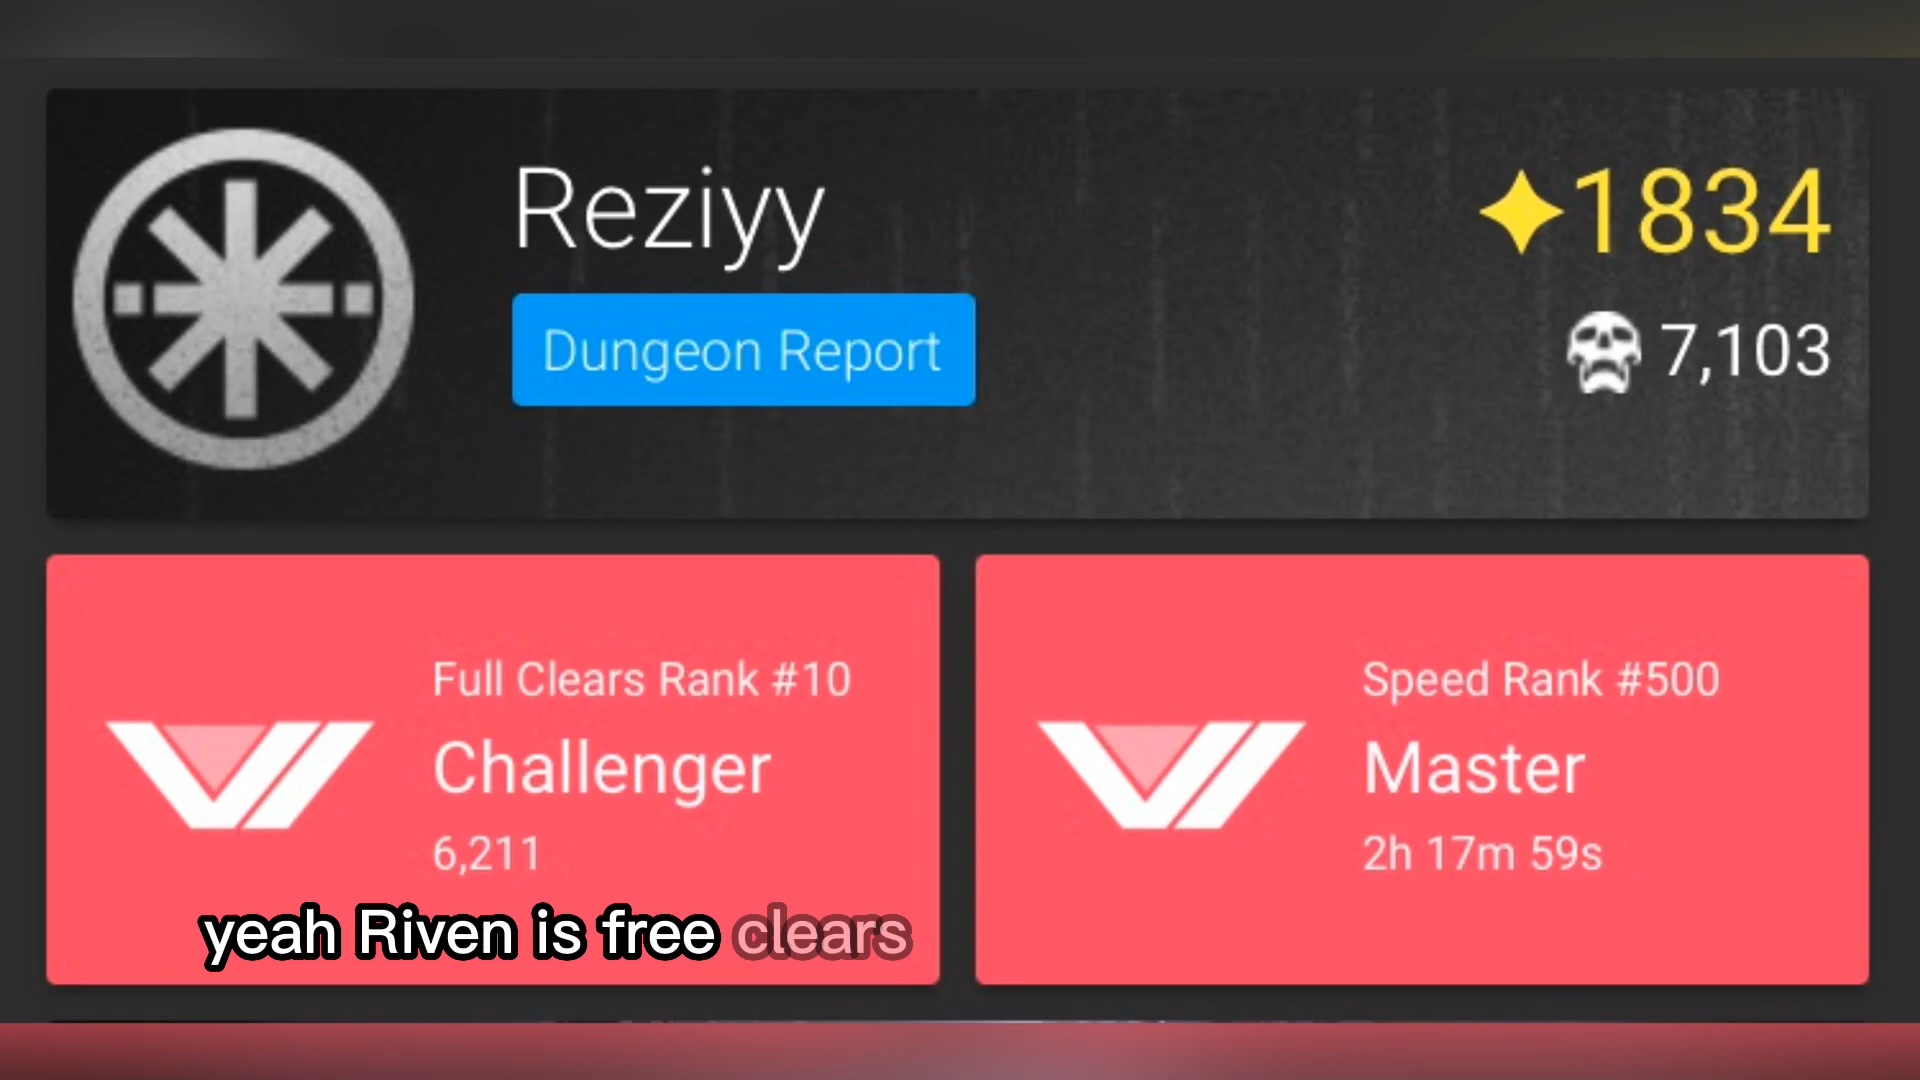 Reziyy
✦1834
Dungeon Report
7,103
Full Clears Rank #10
Challenger
6,211
Speed Rank #500
Master
2h 17m 59s
yeah Riven is free clears